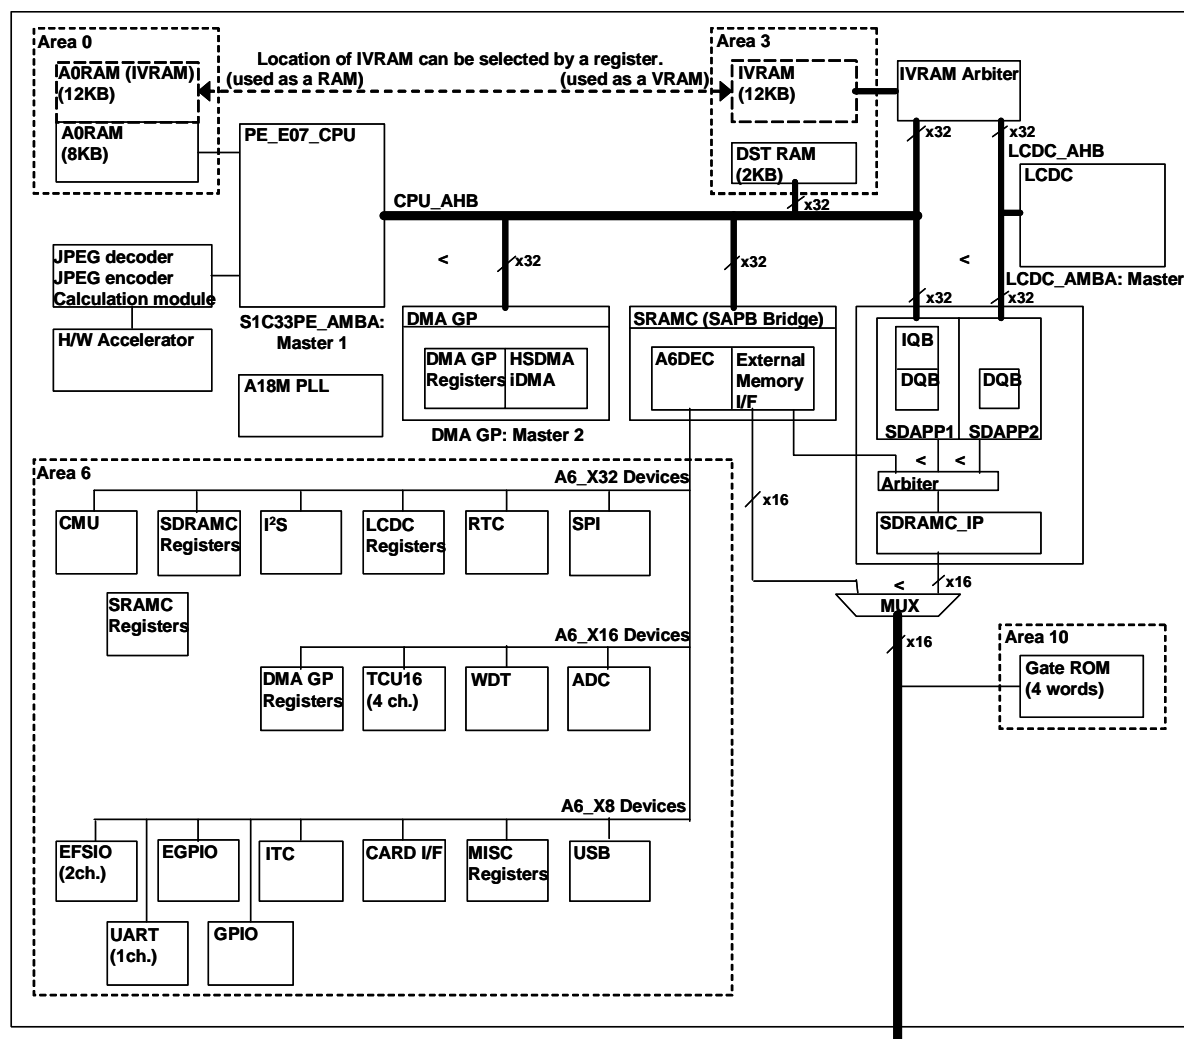 Area 0
Location of IVRAM can be selected by a register.
(used as a RAM)
(used as a VRAM)
A0RAM (IVRAM)
(12KB)
A0RAM
(8KB)
Area 3
IVRAM
(12KB)
DST RAM
(2KB)
IVRAM Arbiter
x32
x32
x32
LCDC_AHB
LCDC
LCDC_AMBA: Master
PE_E07_CPU
CPU_AHB
S1C33PE_AMBA:
Master 1
JPEG decoder
JPEG encoder
Calculation module
H/W Accelerator
A18M PLL
<
x32
x32
<
x32
x32
DMA GP
DMA GP
Registers
HSDMA
iDMA
DMA GP: Master 2
SRAMC (SAPB Bridge)
A6DEC
External
Memory
I/F
IQB
DQB
DQB
SDAPP1
SDAPP2
<
<
Arbiter
SDRAMC_IP
x16
x16
<
MUX
x16
Area 10
Gate ROM
(4 words)
Area 6
A6_X32 Devices
CMU
SDRAMC
Registers
I²S
LCDC
Registers
RTC
SPI
SRAMC
Registers
A6_X16 Devices
DMA GP
Registers
TCU16
(4 ch.)
WDT
ADC
A6_X8 Devices
EFSIO
(2ch.)
EGPIO
ITC
CARD I/F
MISC
Registers
USB
UART
(1ch.)
GPIO